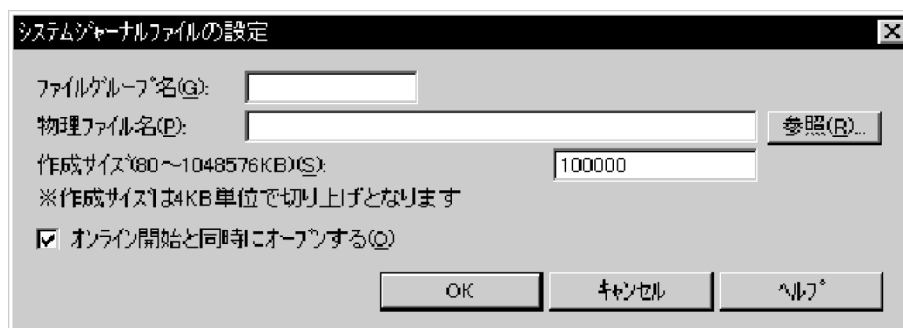 システムジャーナルファイルの設定
ファイルグループ名(G):
物理ファイル名(P):
参照(R)...
作成サイズ(80～1048576KB)(S):
100000
※作成サイズは4KB単位で切り上げとなります
オンライン開始と同時にオープンする(O)
OK
キャンセル
ヘルプ